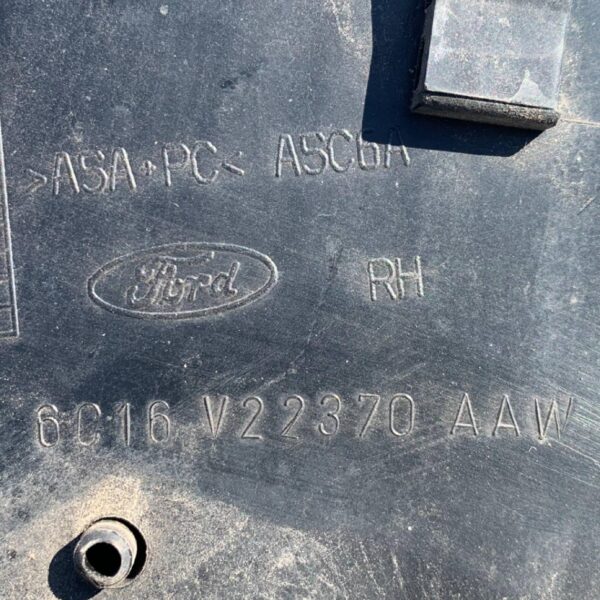 >ASA+PC< A5C6A
Ford RH
6C16 V22370 AAW